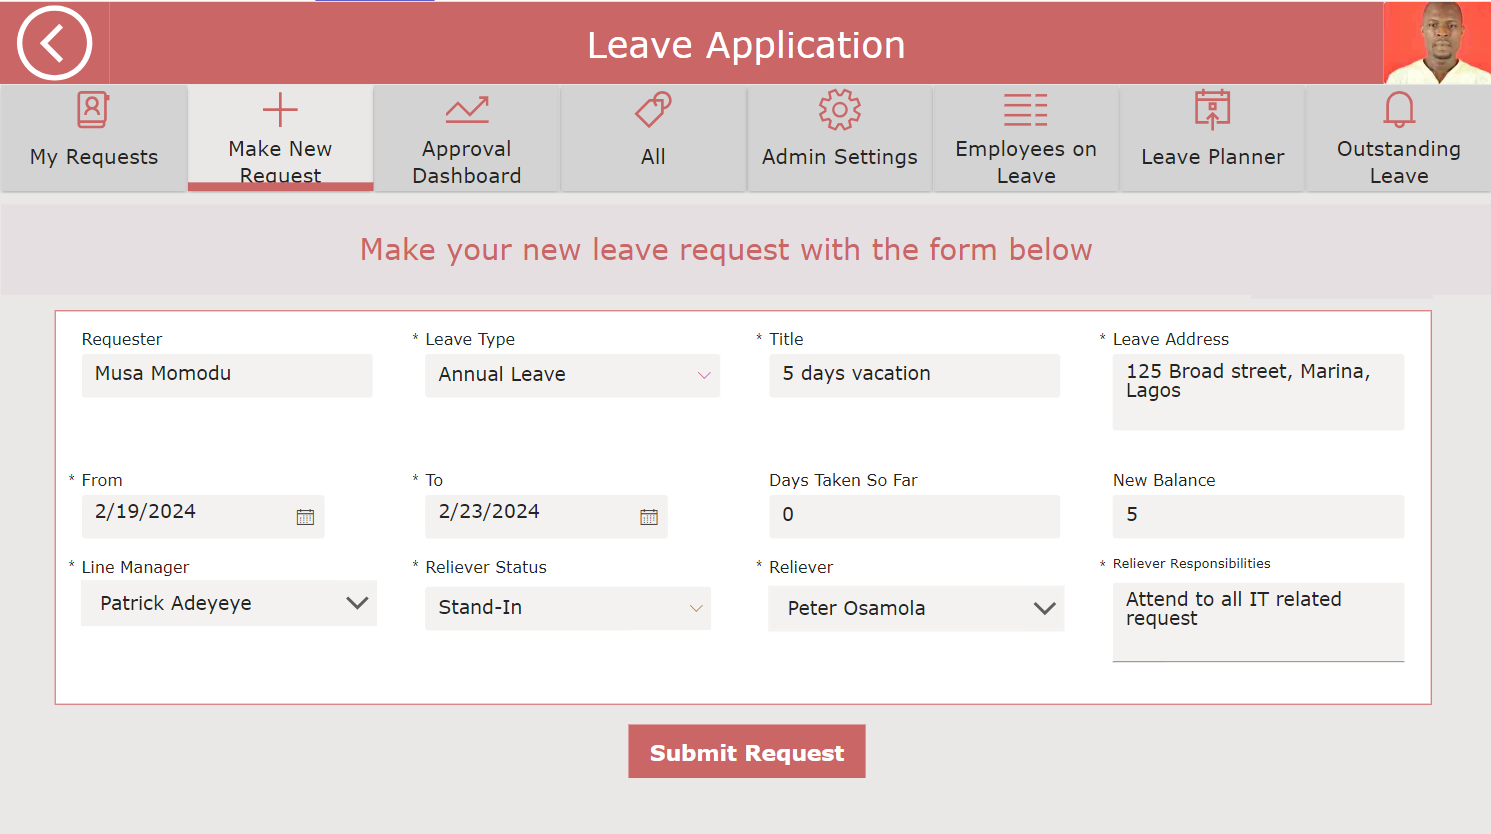 Leave Application
My Requests
Make New
Request
Approval
Dashboard
All
Admin Settings
Employees on
Leave
Leave Planner
Outstanding
Leave
Make your new leave request with the form below
Requester
* Leave Type
* Title
* Leave Address
Musa Momodu
Annual Leave
5 days vacation
125 Broad street, Marina,
Lagos
* From
* To
Days Taken So Far
New Balance
2/19/2024
2/23/2024
0
5
* Line Manager
* Reliever Status
* Reliever
* Reliever Responsibilities
Patrick Adeyeye
Stand-In
Peter Osamola
Attend to all IT related
request
Submit Request